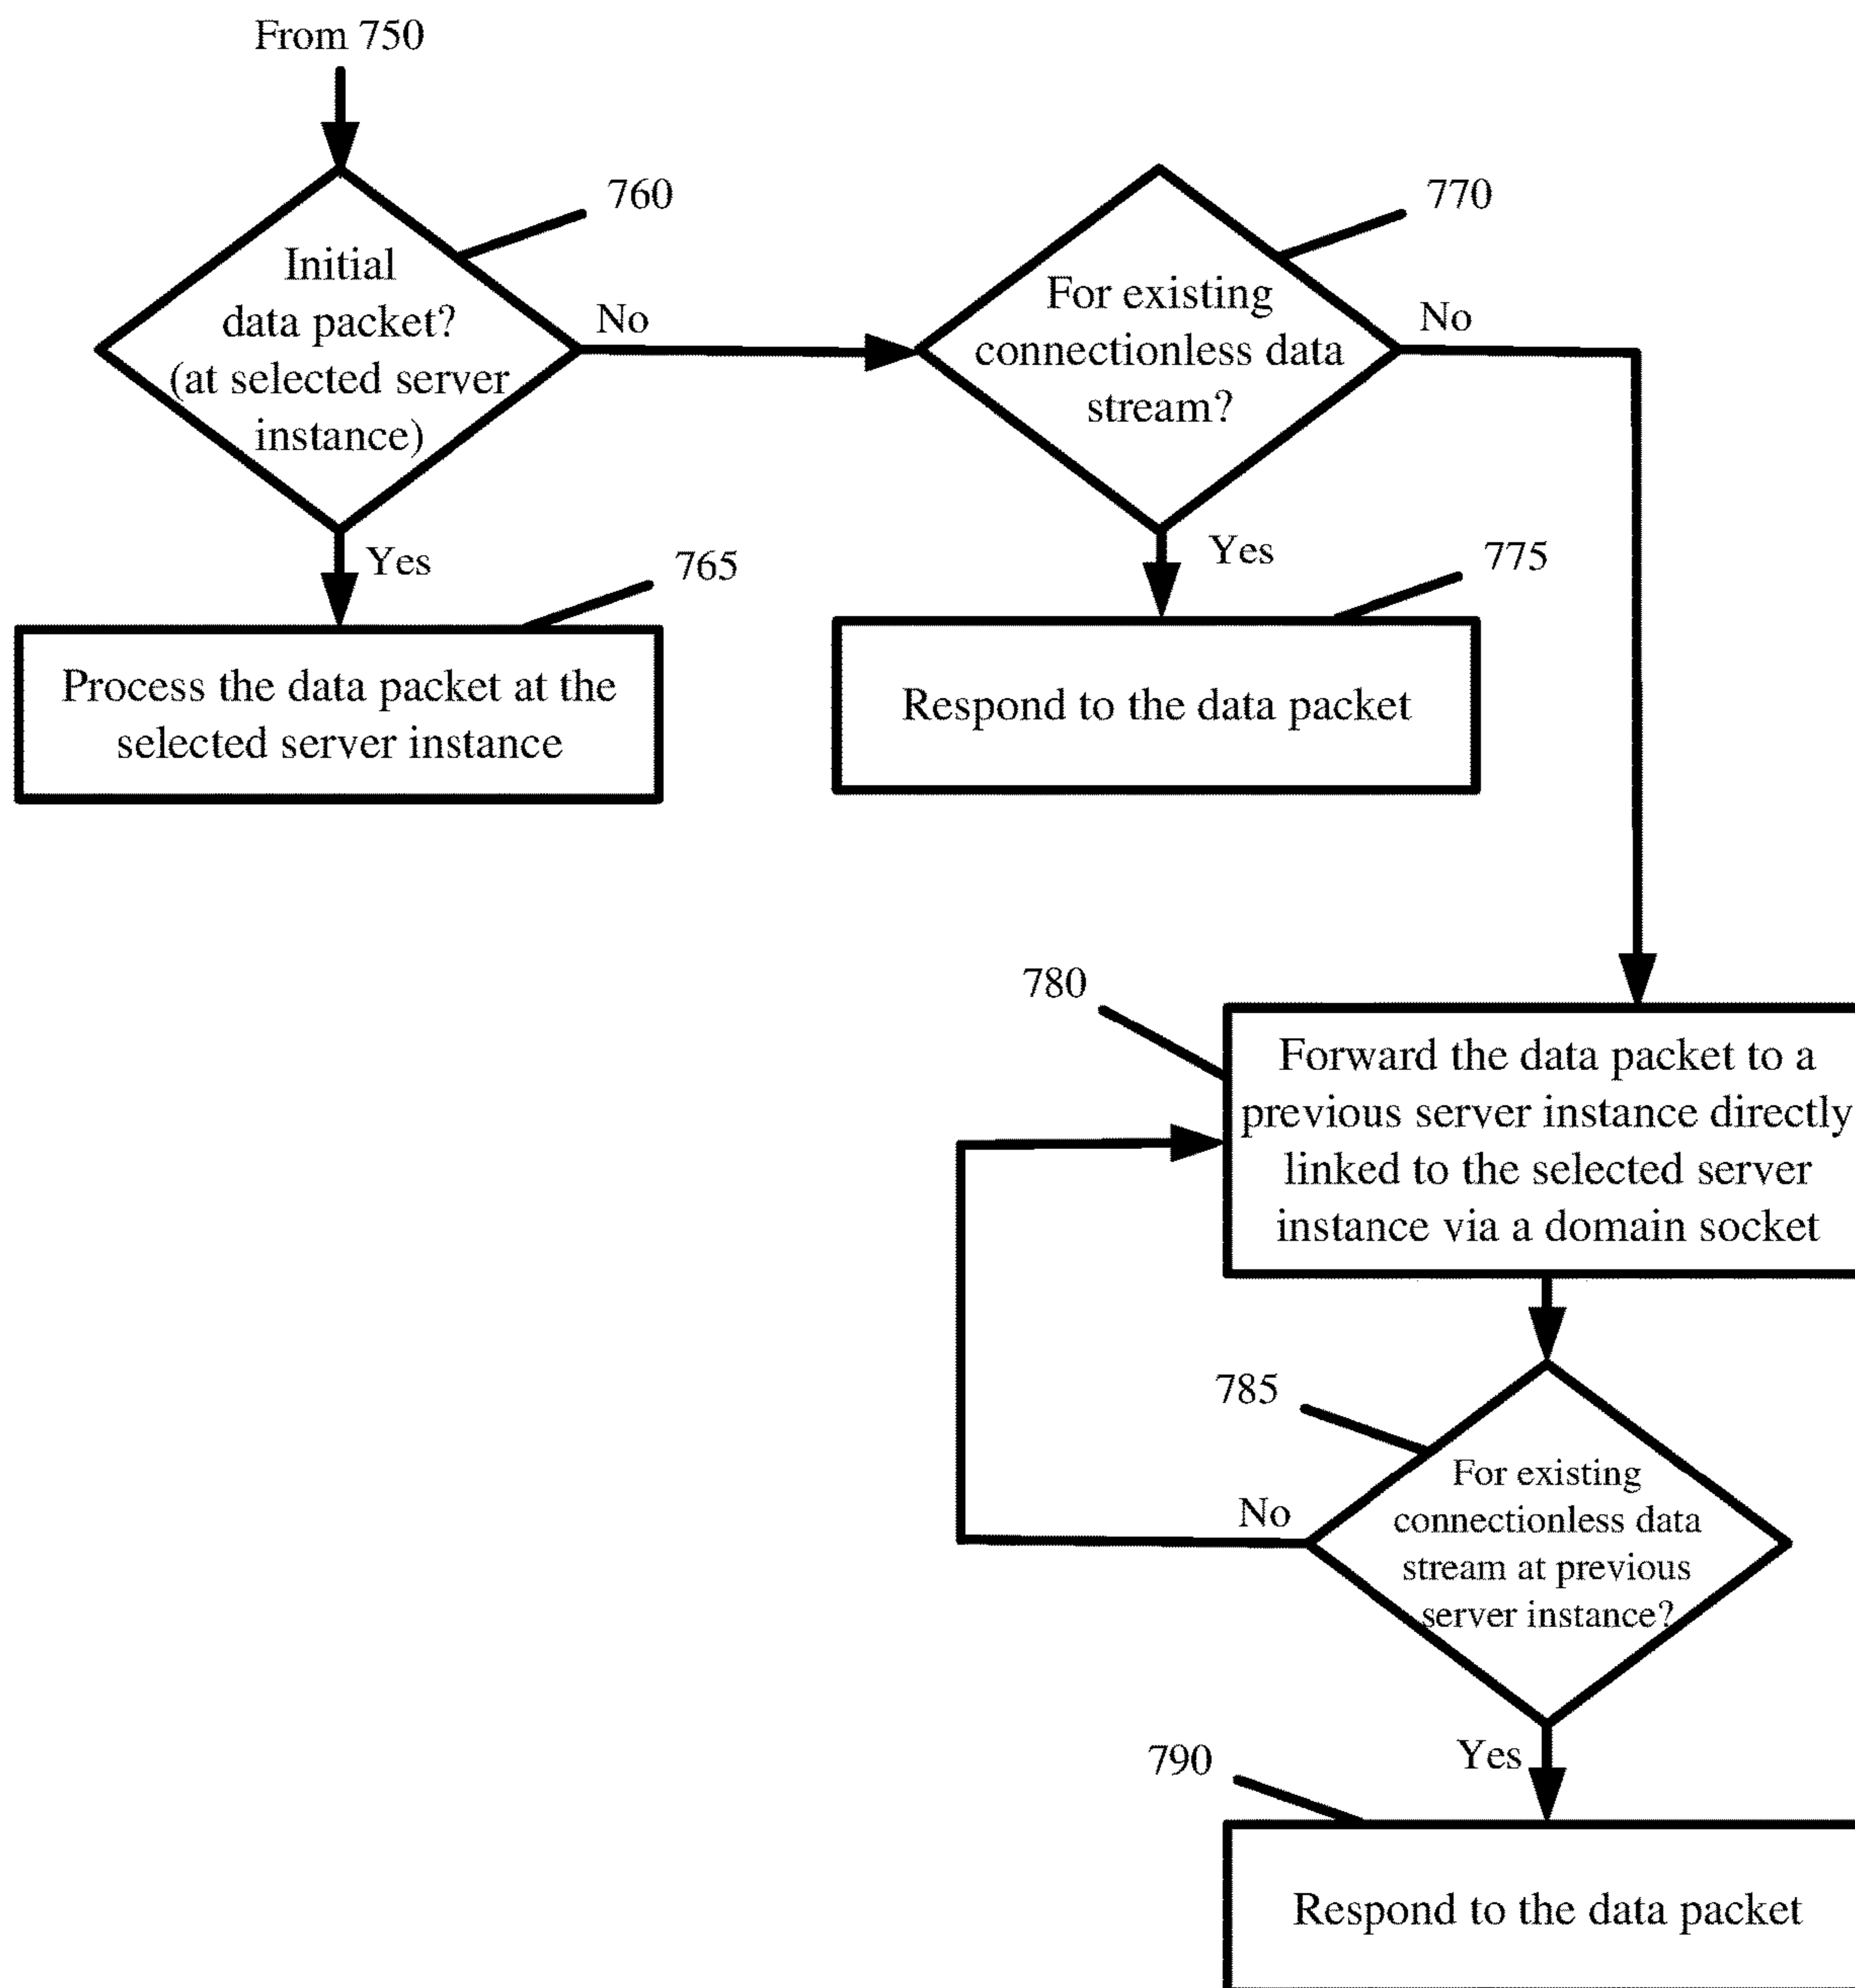 From 750
760
Initial
data packet?
(at selected server
instance)
No
Yes
765
Process the data packet at the
selected server instance
770
For existing
connectionless data
stream?
No
Yes
775
Respond to the data packet
780
Forward the data packet to a
previous server instance directly
linked to the selected server
instance via a domain socket
785
For existing
connectionless data
stream at previous
server instance?
No
Yes
790
Respond to the data packet